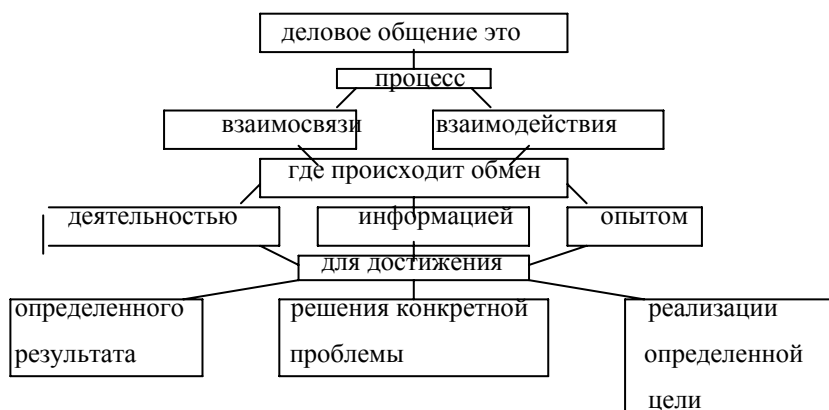 деловое общение это
процесс
взаимосвязи взаимодействия
где происходит обмен
деятельностью информацией опытом
для достижения
определенного решения конкретной реализации
результата проблемы определенной
цели